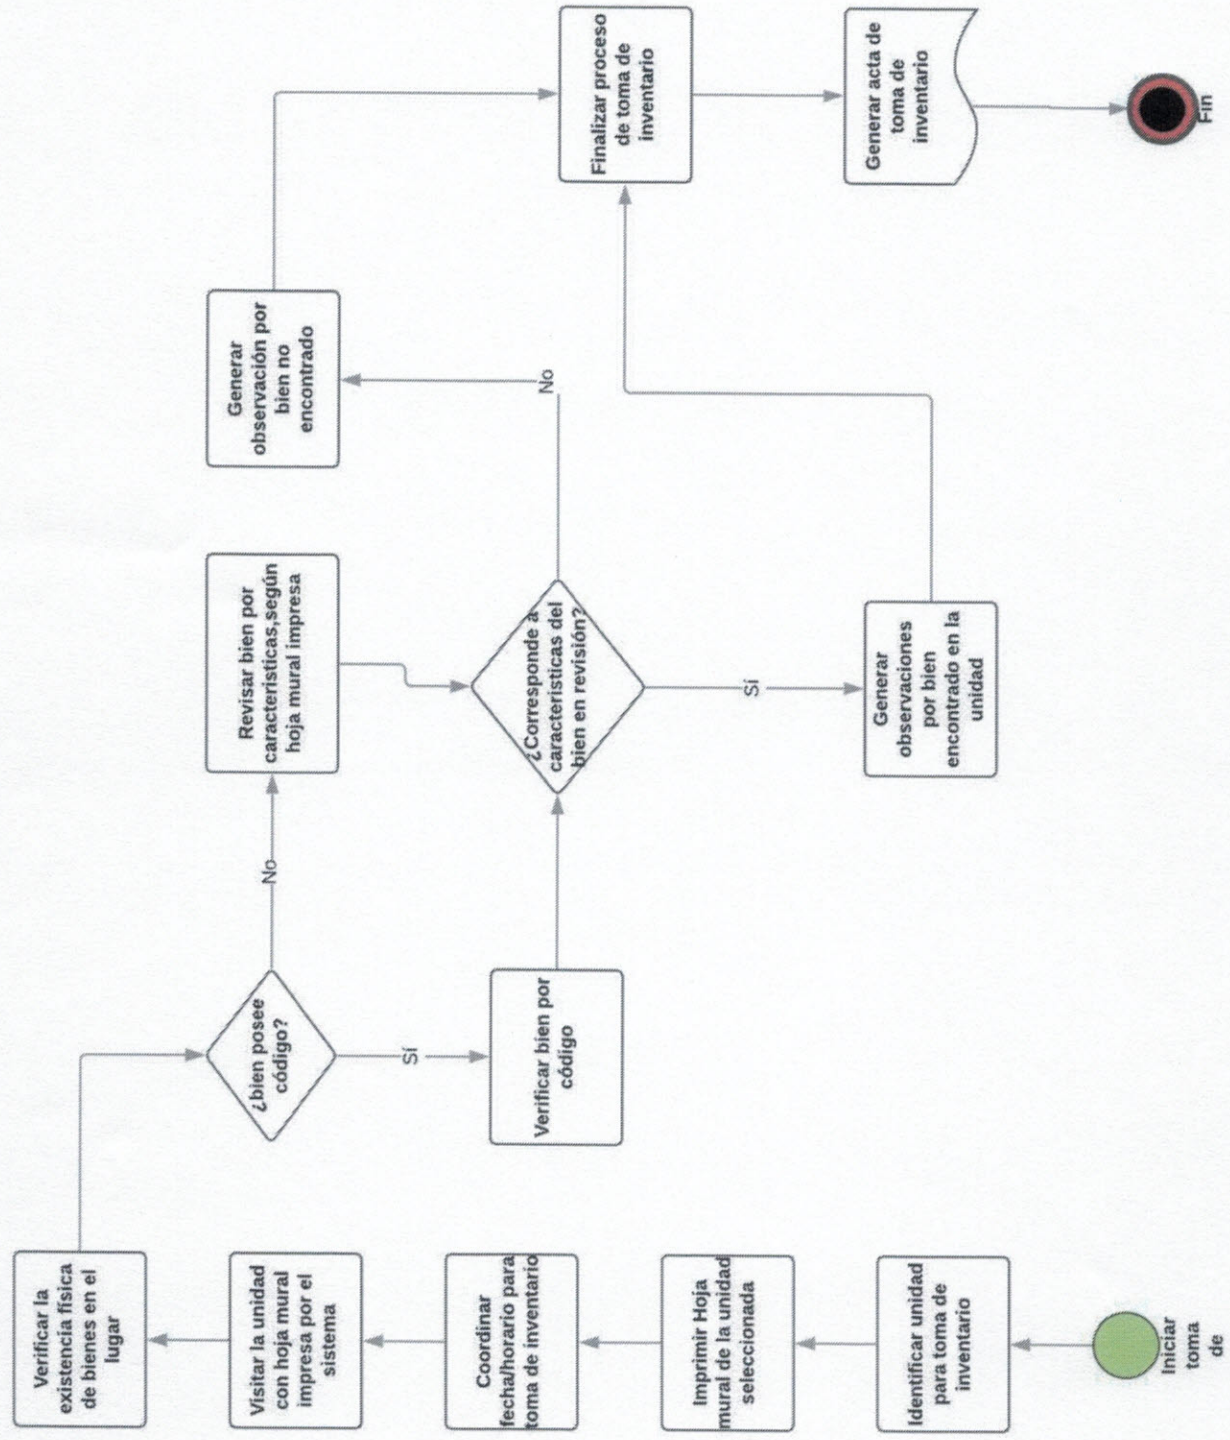 Iniciar
toma
de
Identificar unidad
para toma de
inventario
Imprimir Hoja
mural de la unidad
seleccionada
Coordinar
fecha/horario para
toma de inventario
Visitar la unidad
con hoja mural
impresa por el
sistema
Verificar la
existencia física
de bienes en el
lugar
¿bien posee
código?
No
Sí
Verificar bien por
código
Revisar bien por
características,según
hoja mural impresa
¿Corresponde a
características del
bien en revisión?
No
Sí
Generar
observación por
bien no
encontrado
Generar
observaciones
por bien
encontrado en la
unidad
Finalizar proceso
de toma de
inventario
Generar acta de
toma de
inventario
Fin